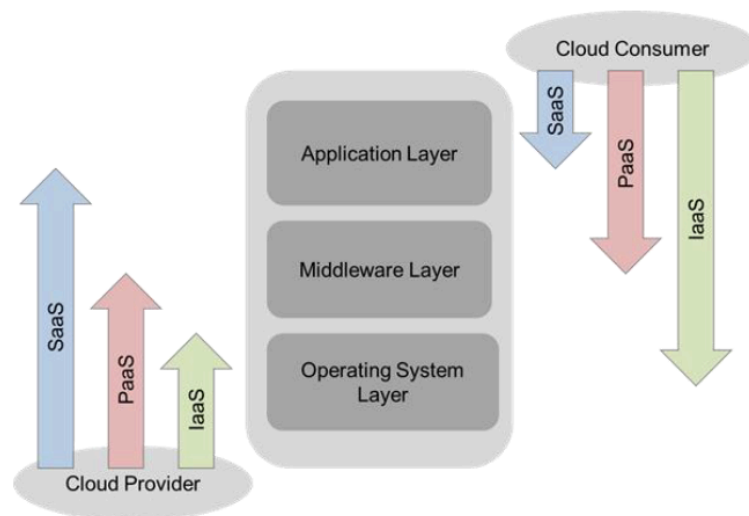 Cloud Consumer
SaaS
PaaS
IaaS
Application Layer
Middleware Layer
Operating System
Layer
SaaS
PaaS
IaaS
Cloud Provider